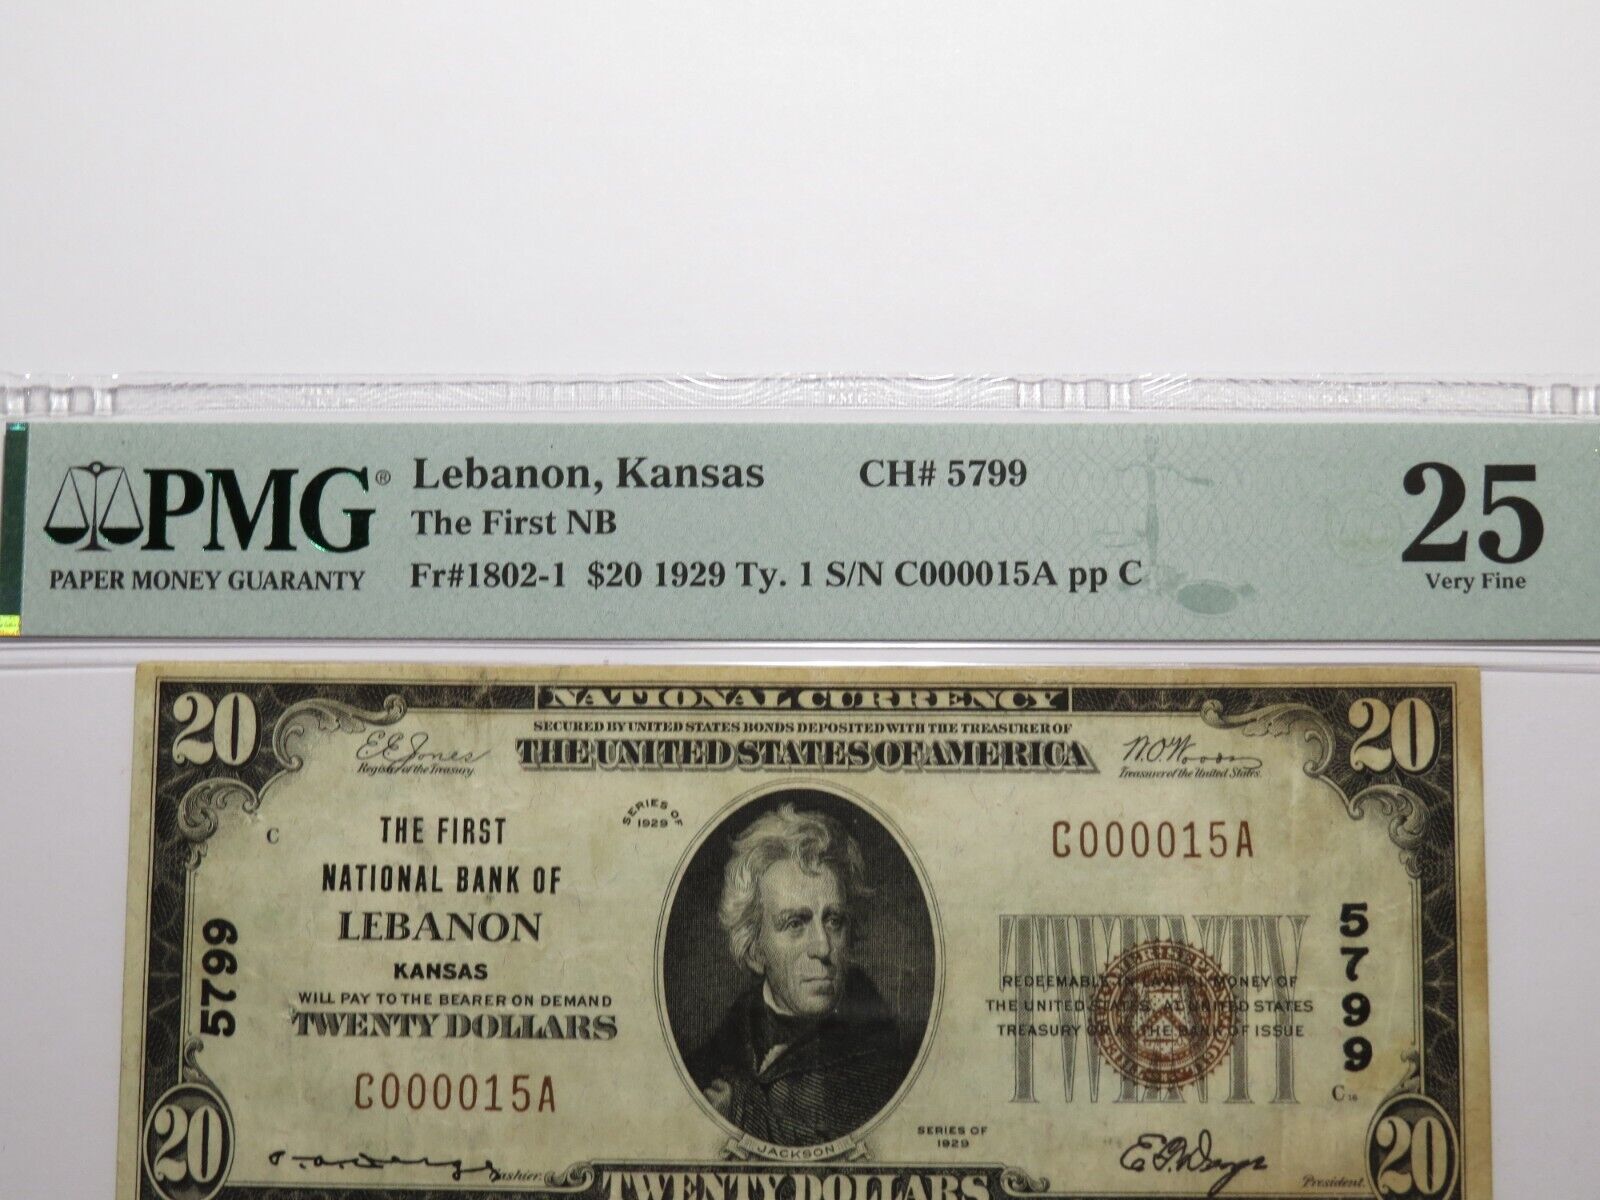 PMG
PMG®
PAPER MONEY GUARANTY
Lebanon, Kansas CH# 5799
The First NB
Fr#1802-1 $20 1929 Ty. 1 S/N C000015A pp C
25
Very Fine
20 NATIONAL CURRENCY 20
SECURED BY UNITED STATES BONDS DEPOSITED WITH THE TREASURER OF
THE UNITED STATES OF AMERICA
E.E. Jones
Register of the Treasury.
W.O. Woods
Treasurer of the United States.
SERIES OF
1929
C
THE FIRST
NATIONAL BANK OF
LEBANON
KANSAS
WILL PAY TO THE BEARER ON DEMAND
TWENTY DOLLARS
C000015A
5799
C000015A
5799
TWENTY
REDEEMABLE IN LAWFUL MONEY OF
THE UNITED STATES AT UNITED STATES
TREASURY OR AT THE BANK OF ISSUE
C
SERIES OF
1929
JACKSON
20
Cashier.
President.
20
TWENTY DOLLARS